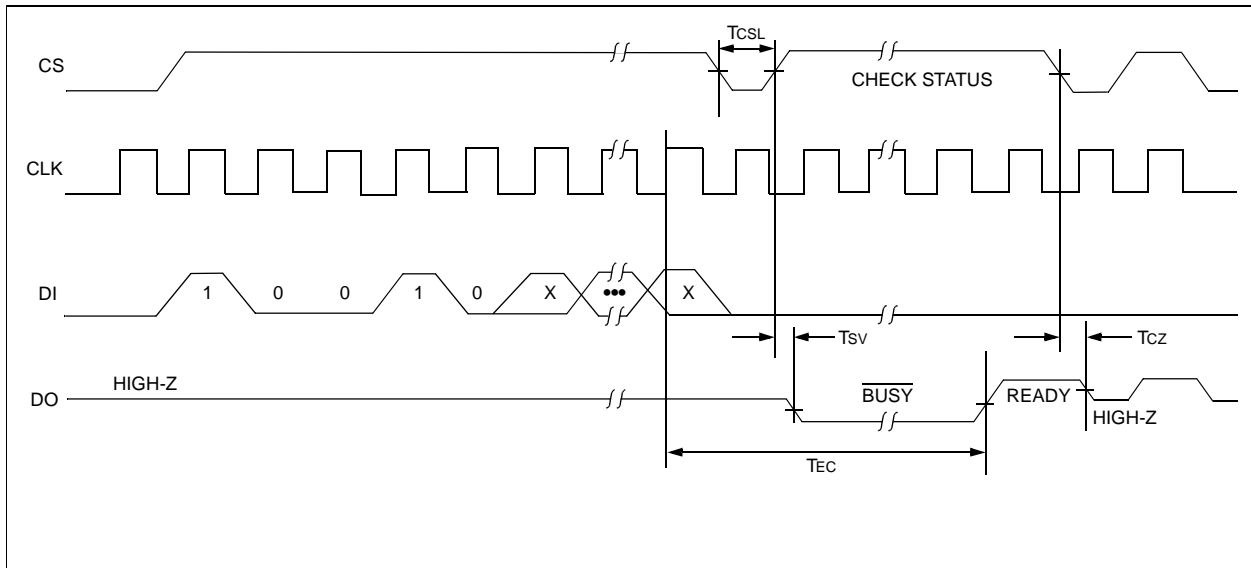 TCSL
CS
CHECK STATUS
CLK
DI
1 0 0 1 0 X ••• X
TSV
TCZ
HIGH-Z
DO
BUSY
READY
HIGH-Z
TEC